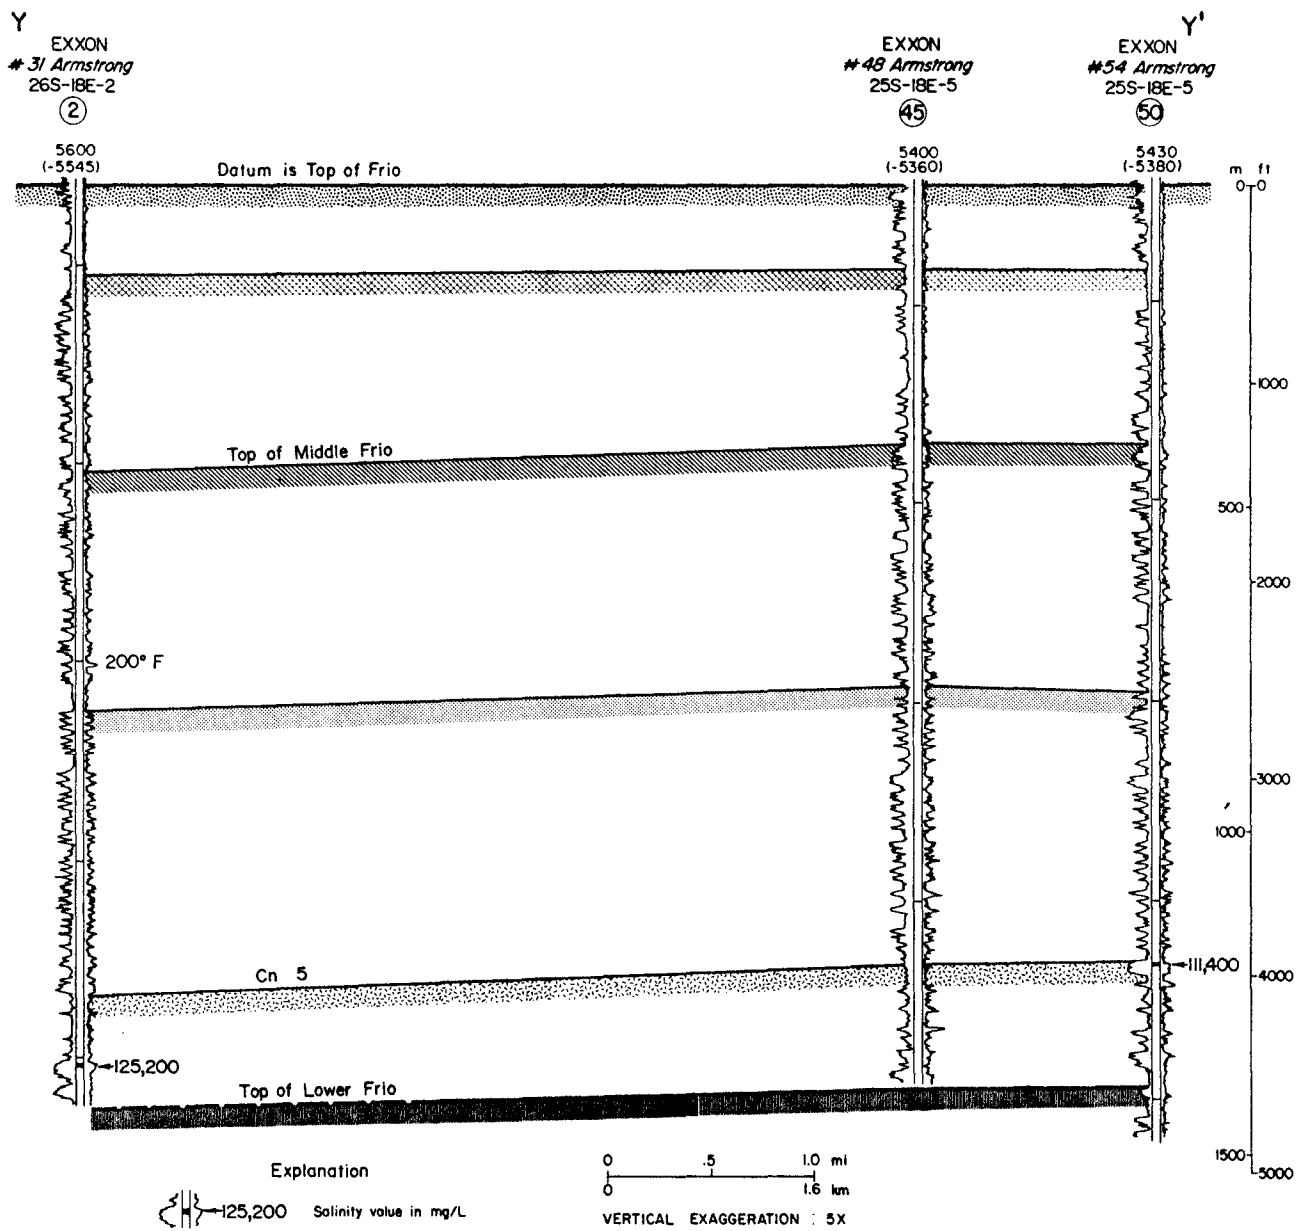 Y
Y'
EXXON
# 31 Armstrong
26S-18E-2
2
EXXON
# 48 Armstrong
25S-18E-5
45
EXXON
#54 Armstrong
25S-18E-5
50
5600
(-5545)
Datum is Top of Frio
5400
(-5360)
5430
(-5380)
m ft
0 0
1000
Top of Middle Frio
500
2000
200° F
3000
1000
Cn 5
111,400
4000
125,200
Top of Lower Frio
1500
5000
Explanation
125,200 Salinity value in mg/L
0 .5 1.0 mi
0 1.6 km
VERTICAL EXAGGERATION : 5X